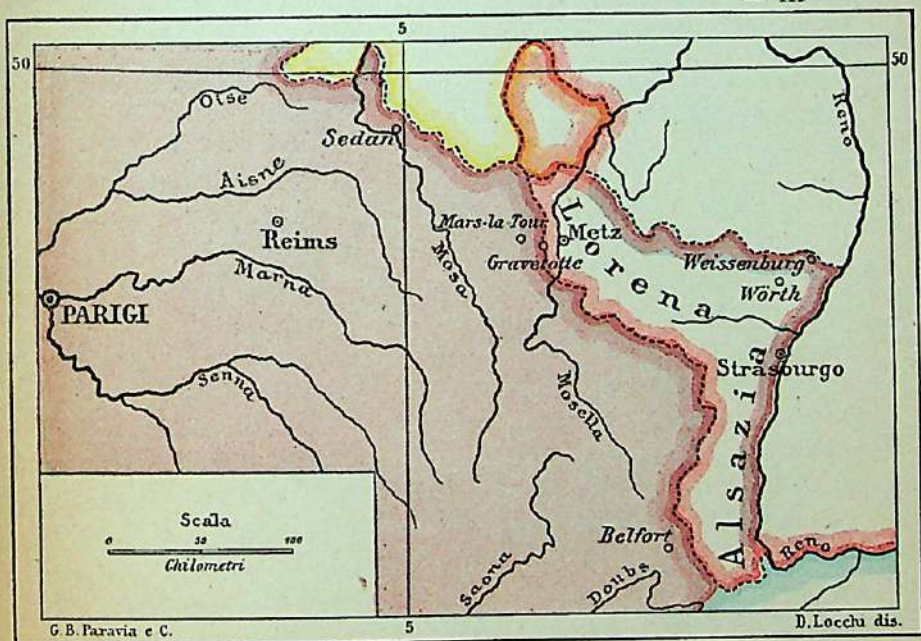 5
50
50
Oise
Reno
Sedan
Aisne
Mars-la-Tour
Metz
Lorena
Reims
Gravelotte
Weissenburg
Mosa
Marna
Wörth
PARIGI
Strasburgo
Senna
Mosella
Alsazia
Scala
0 50 100
Chilometri
Belfort
Saona
Doubs
Reno
G. B. Paravia e C.
5
D. Locchi dis.